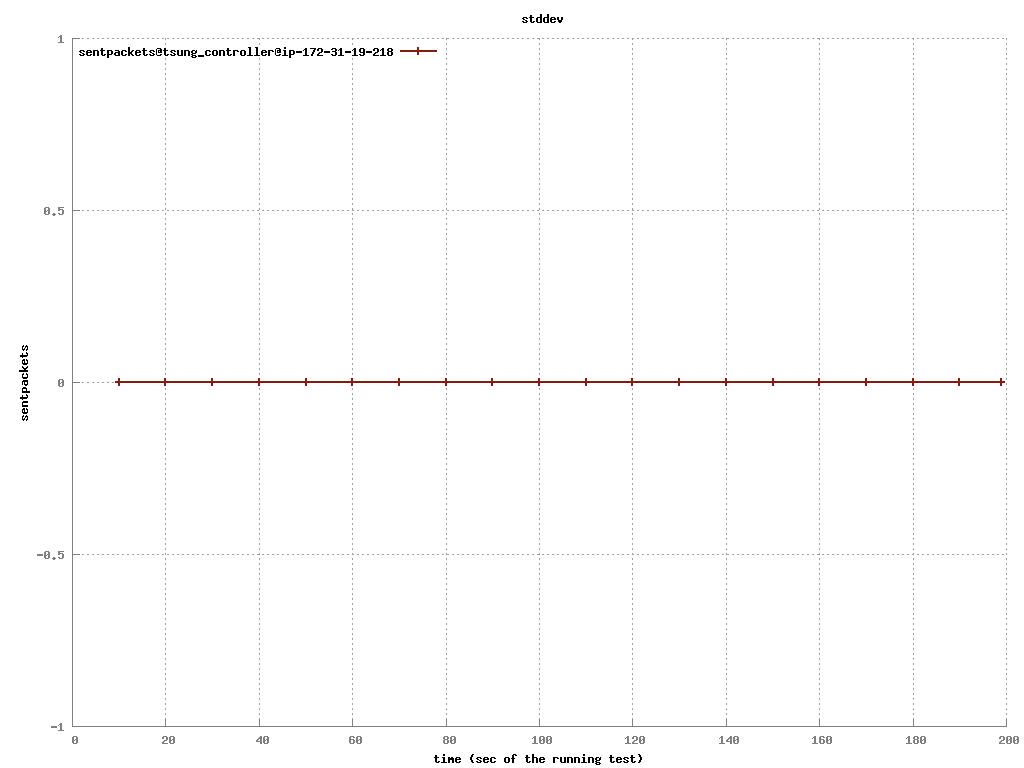 stddev
sentpackets@tsung_controller@ip-172-31-19-218
1
0.5
0
-0.5
-1
sentpackets
0 20 40 60 80 100 120 140 160 180 200
time (sec of the running test)